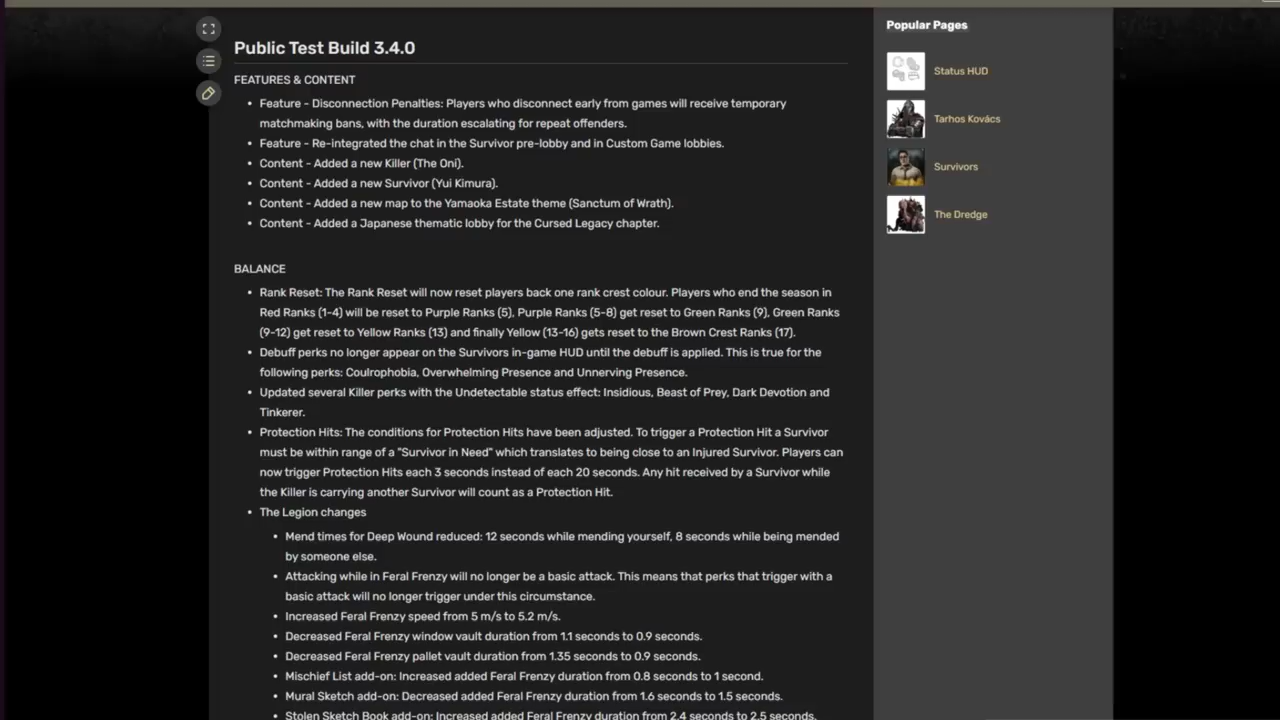 Public Test Build 3.4.0
FEATURES & CONTENT
• Feature - Disconnection Penalties: Players who disconnect early from games will receive temporary
matchmaking bans, with the duration escalating for repeat offenders.
• Feature - Re-integrated the chat in the Survivor pre-lobby and in Custom Game lobbies.
• Content - Added a new Killer (The Oni).
• Content - Added a new Survivor (Yui Kimura).
• Content - Added a new map to the Yamaoka Estate theme (Sanctum of Wrath).
• Content - Added a Japanese thematic lobby for the Cursed Legacy chapter.
BALANCE
• Rank Reset: The Rank Reset will now reset players back one rank crest colour. Players who end the season in
Red Ranks (1-4) will be reset to Purple Ranks (5), Purple Ranks (5-8) get reset to Green Ranks (9), Green Ranks
(9-12) get reset to Yellow Ranks (13) and finally Yellow (13-16) gets reset to the Brown Crest Ranks (17).
• Debuff perks no longer appear on the Survivors in-game HUD until the debuff is applied. This is true for the
following perks: Coulrophobia, Overwhelming Presence and Unnerving Presence.
• Updated several Killer perks with the Undetectable status effect: Insidious, Beast of Prey, Dark Devotion and
Tinkerer.
• Protection Hits: The conditions for Protection Hits have been adjusted. To trigger a Protection Hit a Survivor
must be within range of a "Survivor in Need" which translates to being close to an Injured Survivor. Players can
now trigger Protection Hits each 3 seconds instead of each 20 seconds. Any hit received by a Survivor while
the Killer is carrying another Survivor will count as a Protection Hit.
• The Legion changes
• Mend times for Deep Wound reduced: 12 seconds while mending yourself, 8 seconds while being mended
by someone else.
• Attacking while in Feral Frenzy will no longer be a basic attack. This means that perks that trigger with a
basic attack will no longer trigger under this circumstance.
• Increased Feral Frenzy speed from 5 m/s to 5.2 m/s.
• Decreased Feral Frenzy window vault duration from 1.1 seconds to 0.9 seconds.
• Decreased Feral Frenzy pallet vault duration from 1.35 seconds to 0.9 seconds.
• Mischief List add-on: Increased added Feral Frenzy duration from 0.8 seconds to 1 second.
• Mural Sketch add-on: Decreased added Feral Frenzy duration from 1.6 seconds to 1.5 seconds.
• Stolen Sketch Book add-on: Increased added Feral Frenzy duration from 2.4 seconds to 2.5 seconds.
Popular Pages
Status HUD
Tarhos Kovács
Survivors
The Dredge